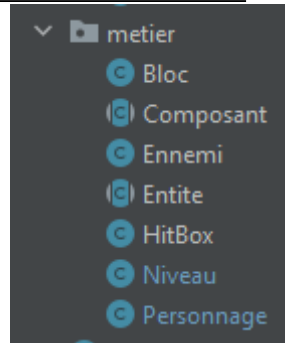 metier
Bloc
Composant
Ennemi
Entite
HitBox
Niveau
Personnage